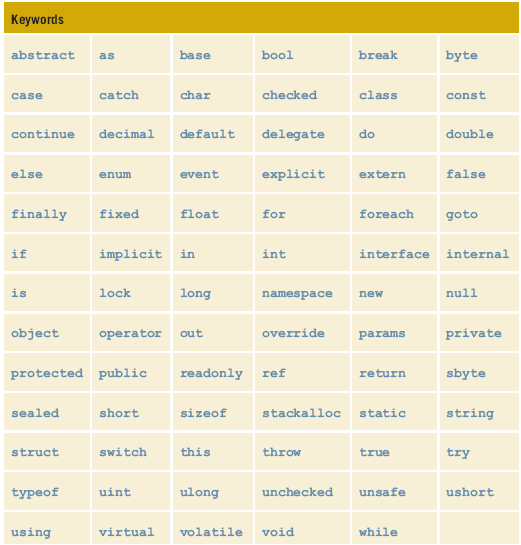 Keywords
abstract as base bool break byte
case catch char checked class const
continue decimal default delegate do double
else enum event explicit extern false
finally fixed float for foreach goto
if implicit in int interface internal
is lock long namespace new null
object operator out override params private
protected public readonly ref return sbyte
sealed short sizeof stackalloc static string
struct switch this throw true try
typeof uint ulong unchecked unsafe ushort
using virtual volatile void while